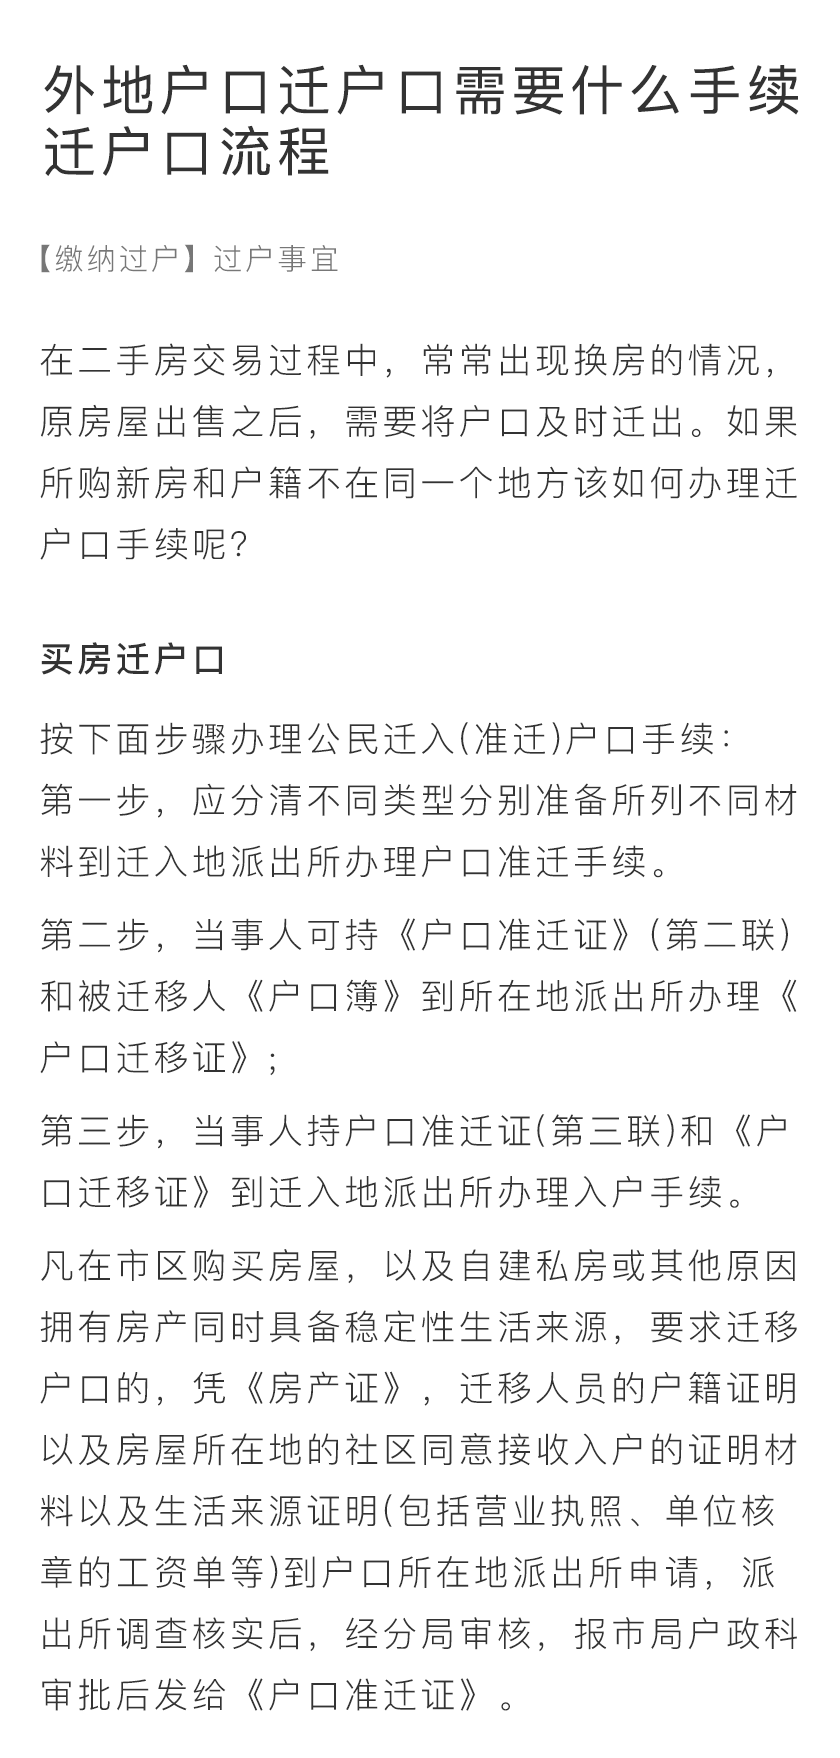 外地户口迁户口需要什么手续
迁户口流程
【缴纳过户】过户事宜
在二手房交易过程中，常常出现换房的情况，
原房屋出售之后，需要将户口及时迁出。如果
所购新房和户籍不在同一个地方该如何办理迁
户口手续呢?
买房迁户口
按下面步骤办理公民迁入(准迁)户口手续：
第一步，应分清不同类型分别准备所列不同材
料到迁入地派出所办理户口准迁手续。
第二步，当事人可持《户口准迁证》(第二联)
和被迁移人《户口簿》到所在地派出所办理《
户口迁移证》;
第三步，当事人持户口准迁证(第三联)和《户
口迁移证》到迁入地派出所办理入户手续。
凡在市区购买房屋，以及自建私房或其他原因
拥有房产同时具备稳定性生活来源，要求迁移
户口的，凭《房产证》，迁移人员的户籍证明
以及房屋所在地的社区同意接收入户的证明材
料以及生活来源证明(包括营业执照、单位核
章的工资单等)到户口所在地派出所申请，派
出所调查核实后，经分局审核，报市局户政科
审批后发给《户口准迁证》。